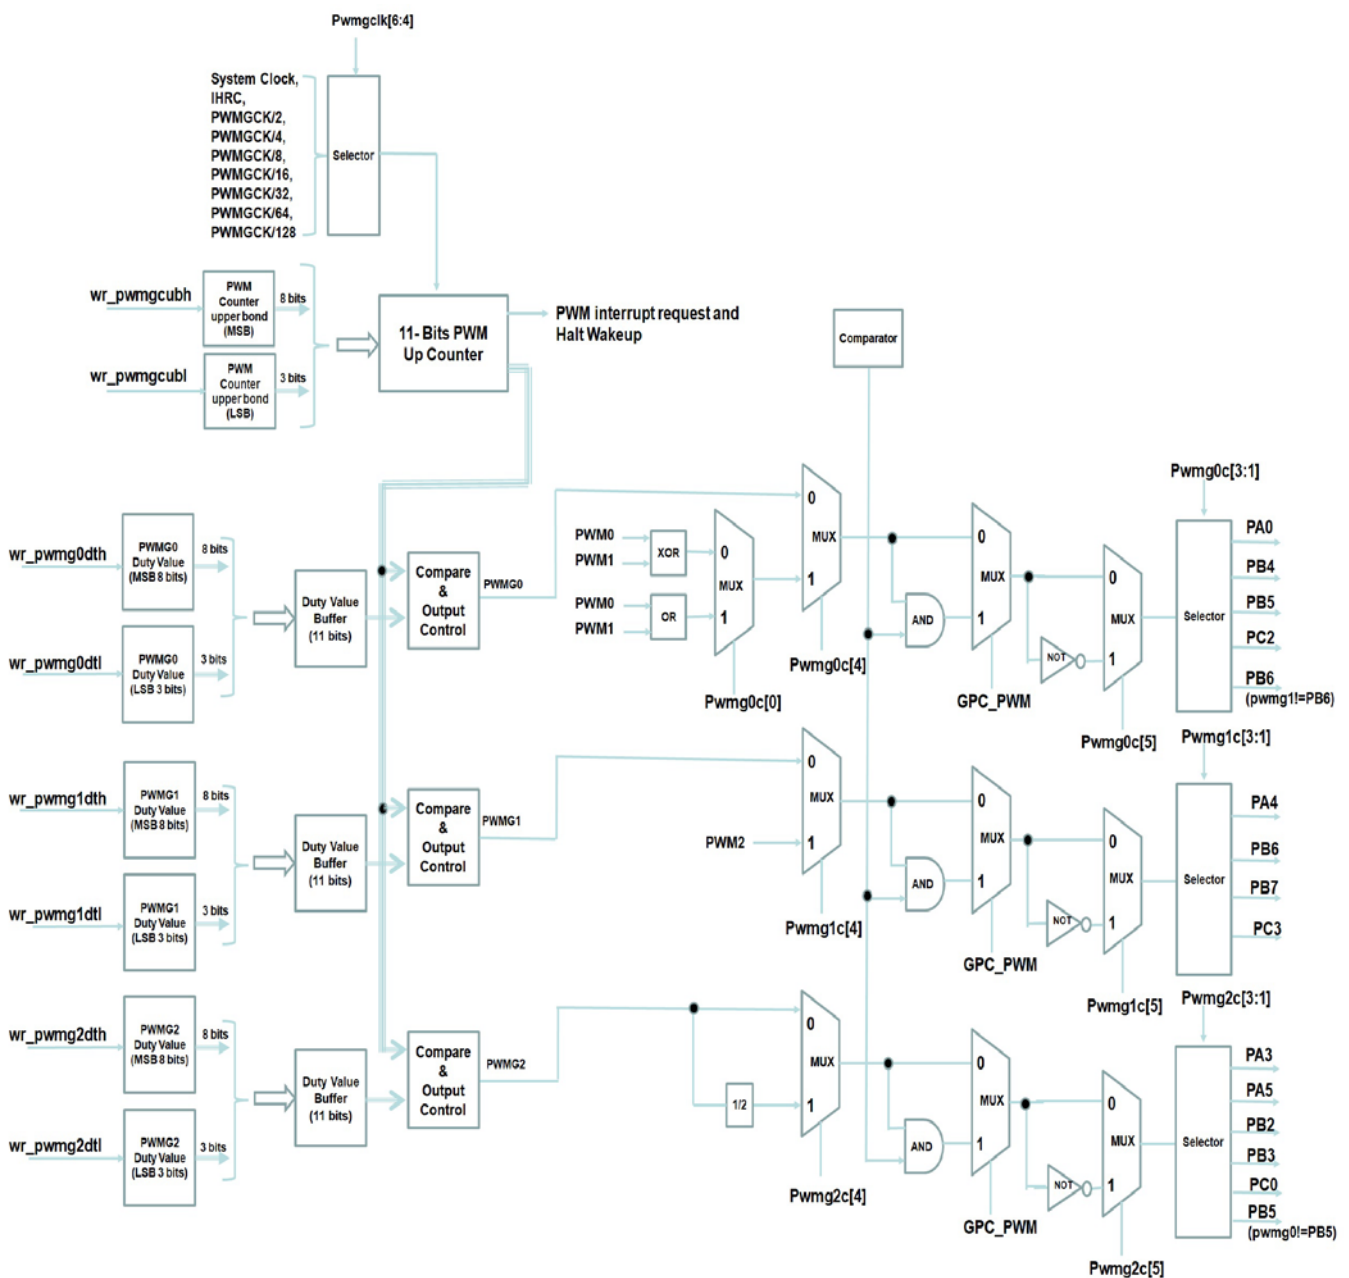 Pwmgclk[6:4]
System Clock,
IHRC,
PWMGCK/2,
PWMGCK/4,
PWMGCK/8,
PWMGCK/16,
PWMGCK/32,
PWMGCK/64,
PWMGCK/128
Selector
wr_pwmgcubh
PWM
Counter
upper bond
(MSB)
8 bits
wr_pwmgcubl
PWM
Counter
upper bond
(LSB)
3 bits
11- Bits PWM
Up Counter
PWM interrupt request and
Halt Wakeup
Comparator
wr_pwmg0dth
PWMG0
Duty Value
(MSB 8 bits)
8 bits
wr_pwmg0dtl
PWMG0
Duty Value
(LSB 3 bits)
3 bits
Duty Value
Buffer
(11 bits)
Compare
&
Output
Control
PWMG0
PWM0
PWM1
XOR
PWM0
PWM1
OR
0
MUX
1
Pwmg0c[0]
0
MUX
1
Pwmg0c[4]
AND
0
MUX
1
GPC_PWM
NOT
0
MUX
1
Pwmg0c[5]
Pwmg0c[3:1]
Selector
PA0
PB4
PB5
PC2
PB6
(pwmg1!=PB6)
wr_pwmg1dth
PWMG1
Duty Value
(MSB 8 bits)
8 bits
wr_pwmg1dtl
PWMG1
Duty Value
(LSB 3 bits)
3 bits
Duty Value
Buffer
(11 bits)
Compare
&
Output
Control
PWMG1
PWM2
0
MUX
1
Pwmg1c[4]
AND
0
MUX
1
GPC_PWM
NOT
0
MUX
1
Pwmg1c[5]
Pwmg1c[3:1]
Selector
PA4
PB6
PB7
PC3
wr_pwmg2dth
PWMG2
Duty Value
(MSB 8 bits)
8 bits
wr_pwmg2dtl
PWMG2
Duty Value
(LSB 3 bits)
3 bits
Duty Value
Buffer
(11 bits)
Compare
&
Output
Control
PWMG2
1/2
0
MUX
1
Pwmg2c[4]
AND
0
MUX
1
GPC_PWM
NOT
0
MUX
1
Pwmg2c[5]
Pwmg2c[3:1]
Selector
PA3
PA5
PB2
PB3
PC0
PB5
(pwmg0!=PB5)